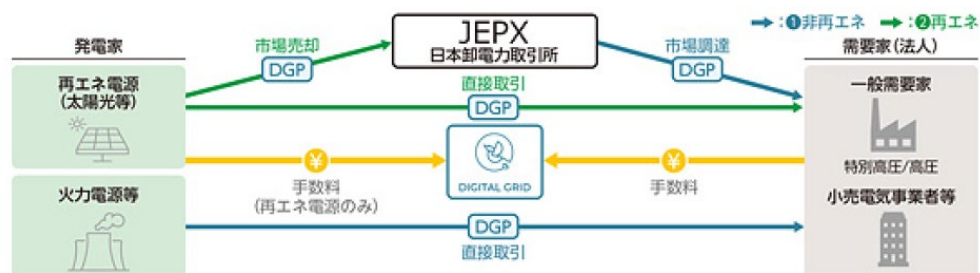 ➡:❶非再エネ ➡:❷再エネ
発電家
市場売却
DGP
JEPX
日本卸電力取引所
市場調達
DGP
需要家(法人)
再エネ電源
(太陽光等)
直接取引
DGP
一般需要家
特別高圧/高圧
¥
手数料
(再エネ電源のみ)
DIGITAL GRID
¥
手数料
火力電源等
DGP
直接取引
小売電気事業者等